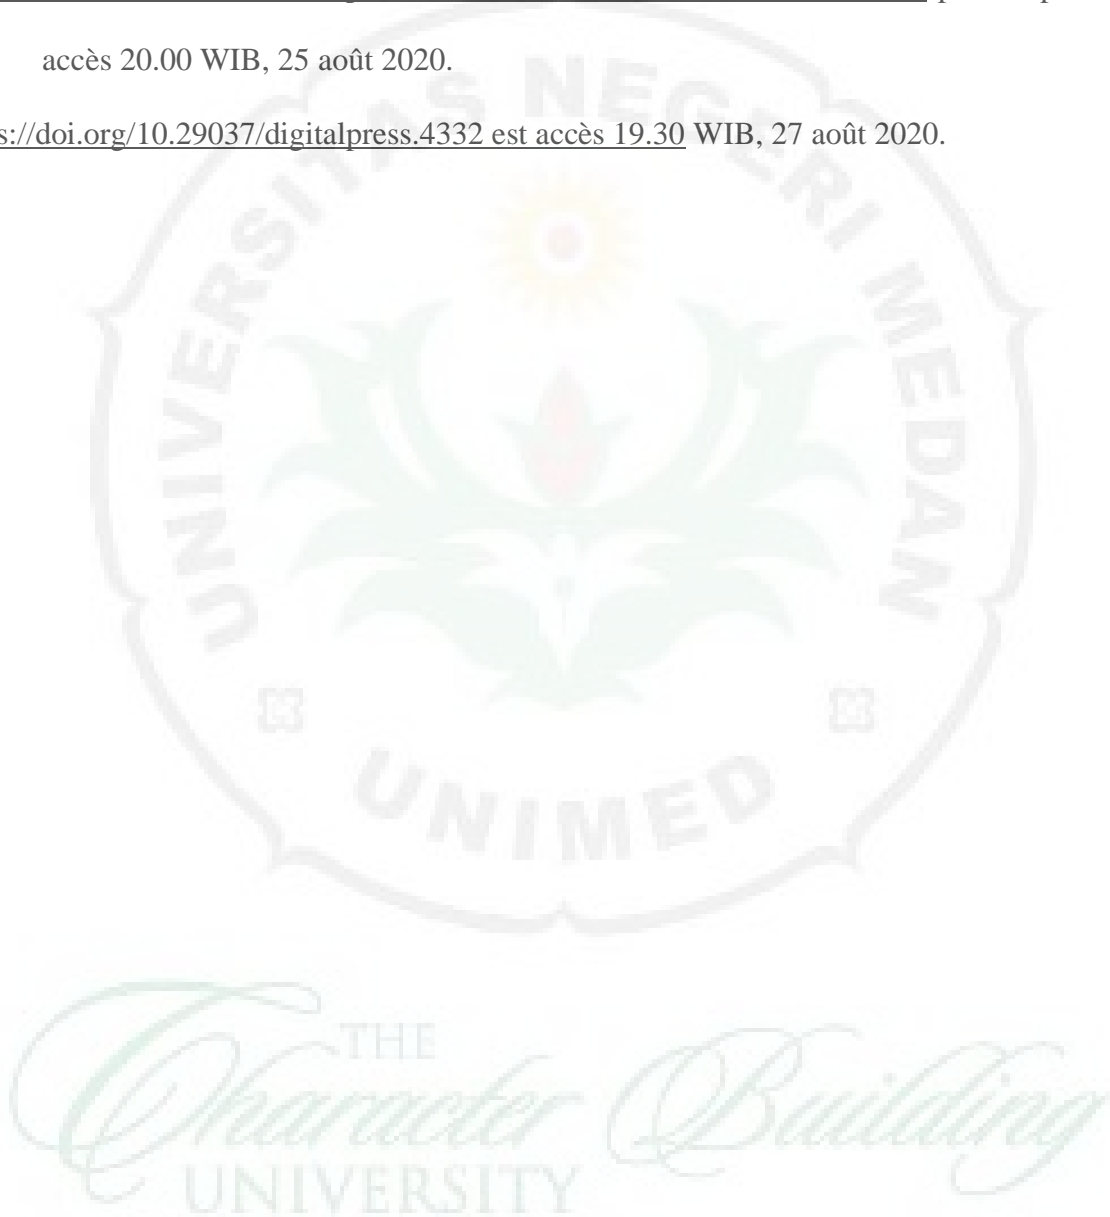 accès 20.00 WIB, 25 août 2020.
s://doi.org/10.29037/digitalpress.4332 est accès 19.30 WIB, 27 août 2020.
UNIVERSITAS NEGERI MEDAN
UNIMED
THE
Character Building
UNIVERSITY